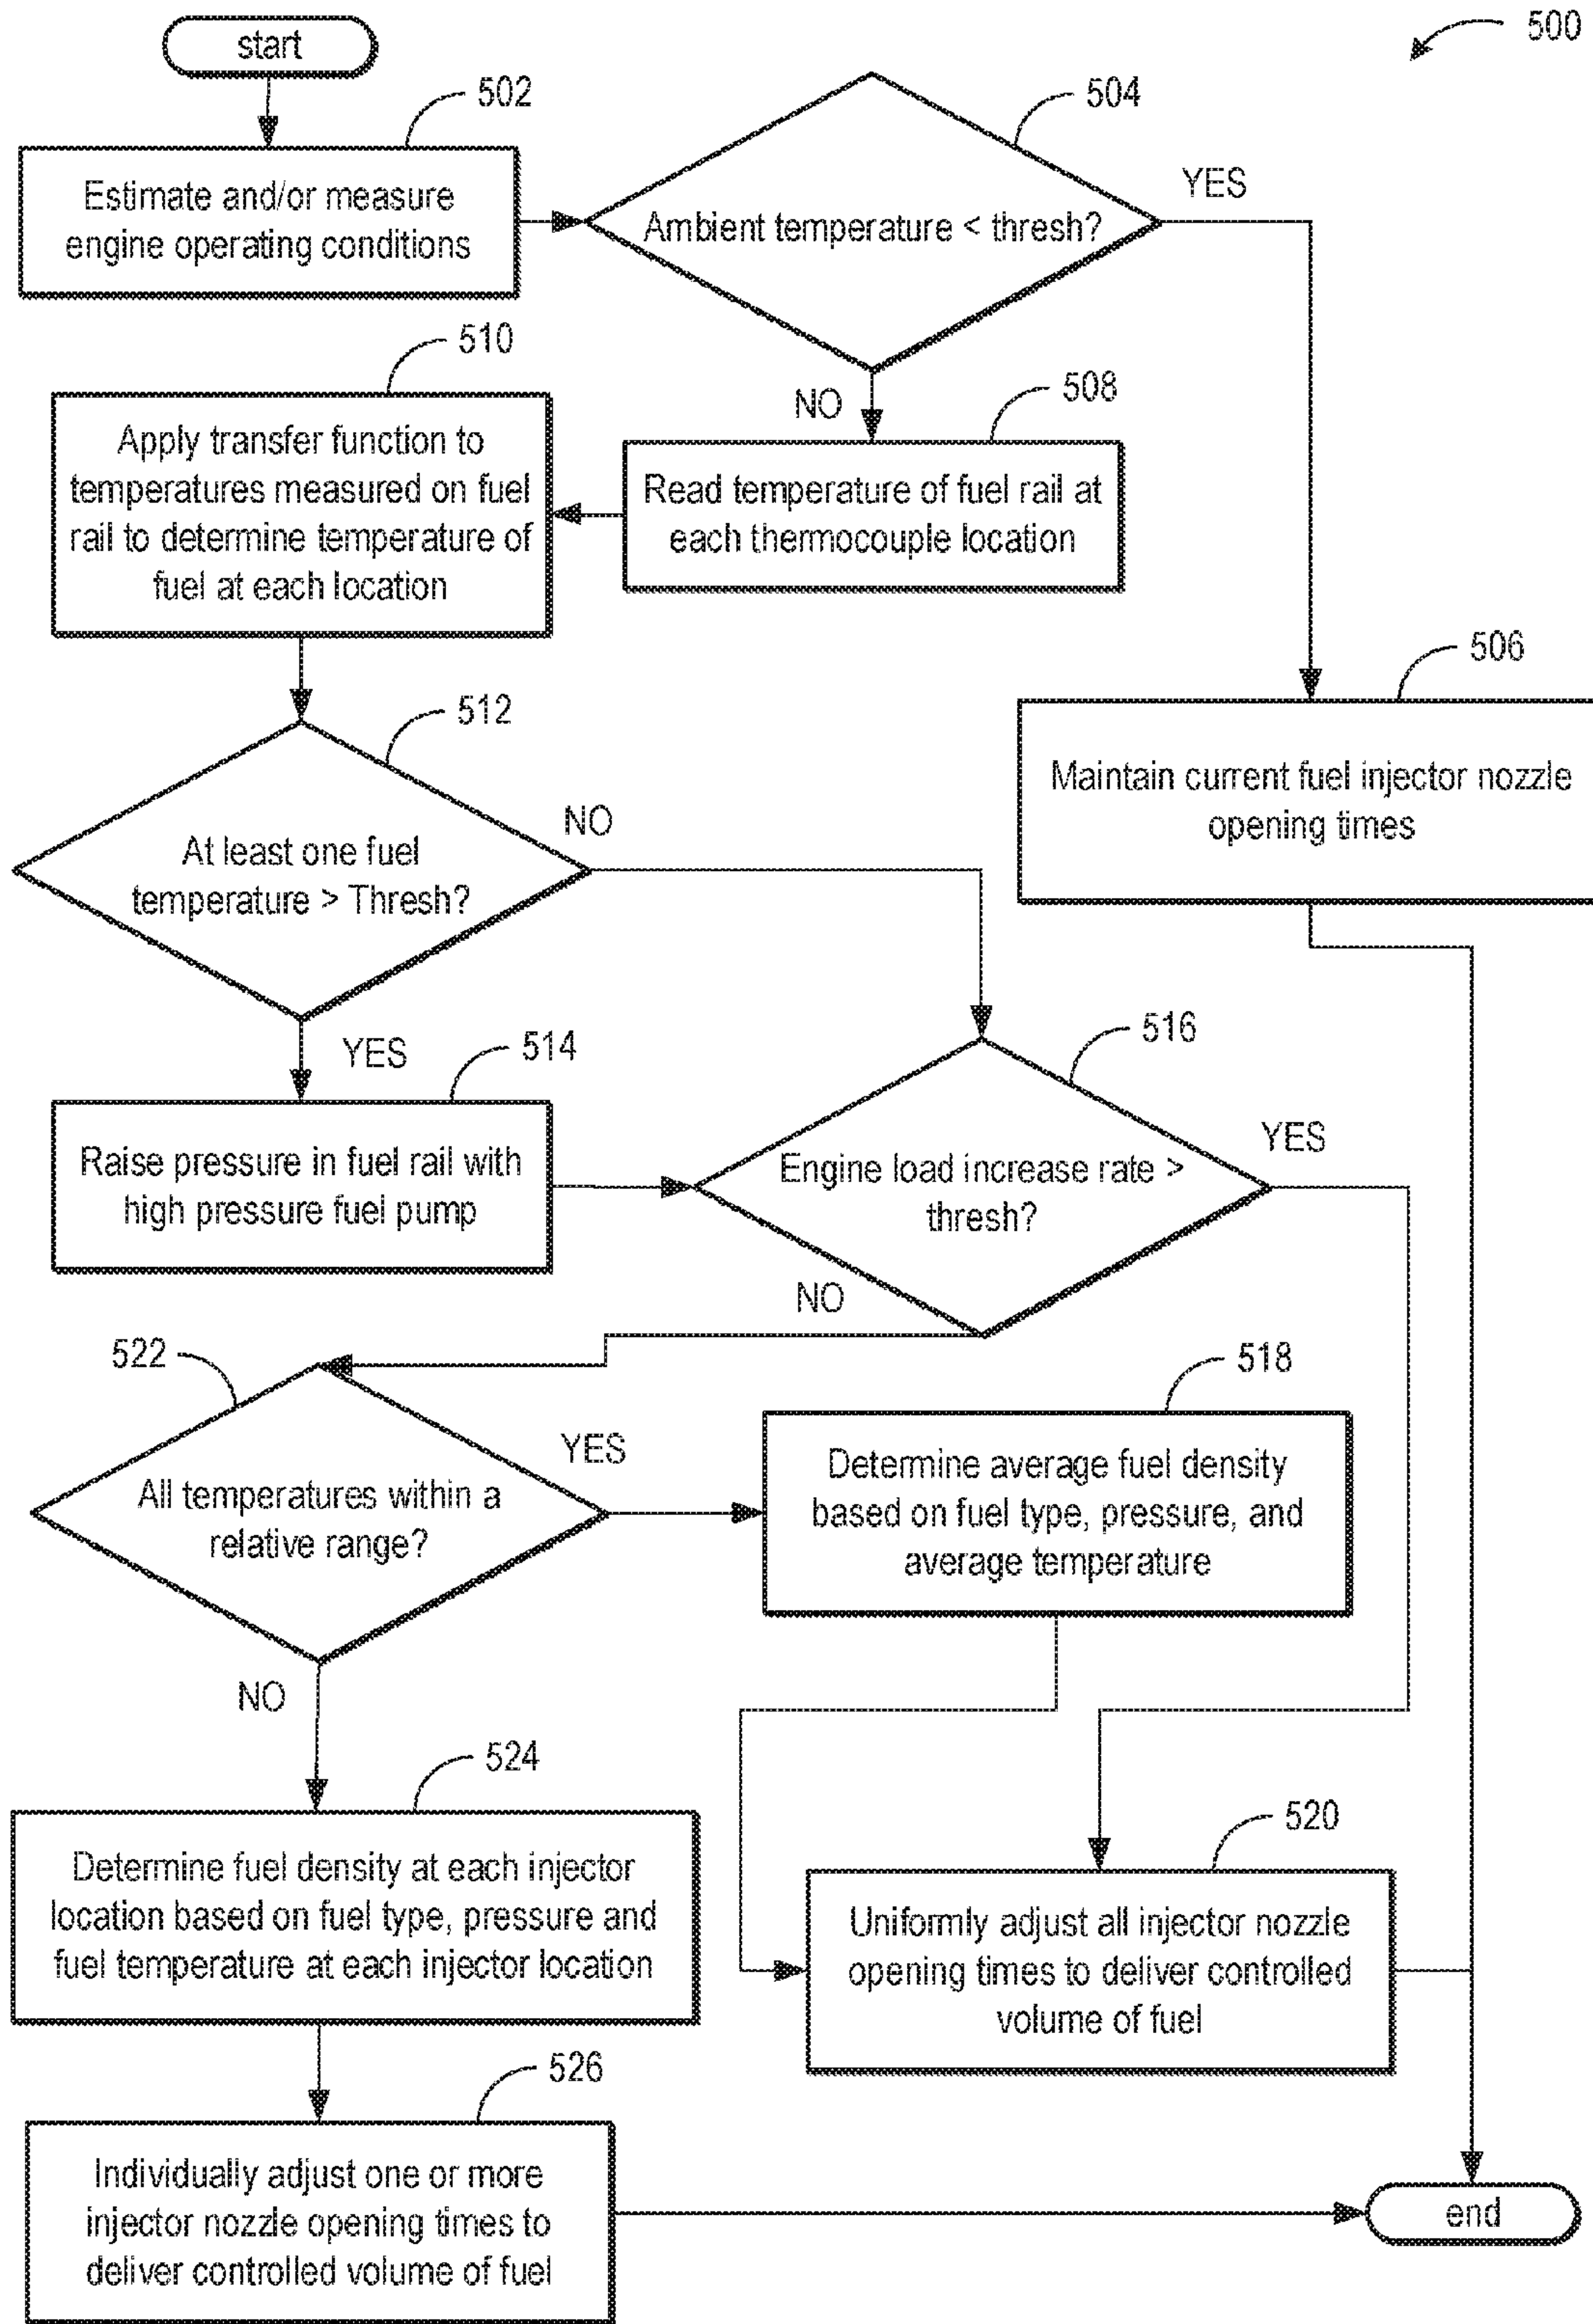 500
start
502
Estimate and/or measure
engine operating conditions
504
Ambient temperature < thresh?
YES
NO
508
Read temperature of fuel rail at
each thermocouple location
510
Apply transfer function to
temperatures measured on fuel
rail to determine temperature of
fuel at each location
506
Maintain current fuel injector nozzle
opening times
512
At least one fuel
temperature > Thresh?
NO
YES
514
Raise pressure in fuel rail with
high pressure fuel pump
516
Engine load increase rate >
thresh?
YES
NO
522
All temperatures within a
relative range?
YES
NO
518
Determine average fuel density
based on fuel type, pressure, and
average temperature
524
Determine fuel density at each injector
location based on fuel type, pressure and
fuel temperature at each injector location
520
Uniformly adjust all injector nozzle
opening times to deliver controlled
volume of fuel
526
Individually adjust one or more
injector nozzle opening times to
deliver controlled volume of fuel
end